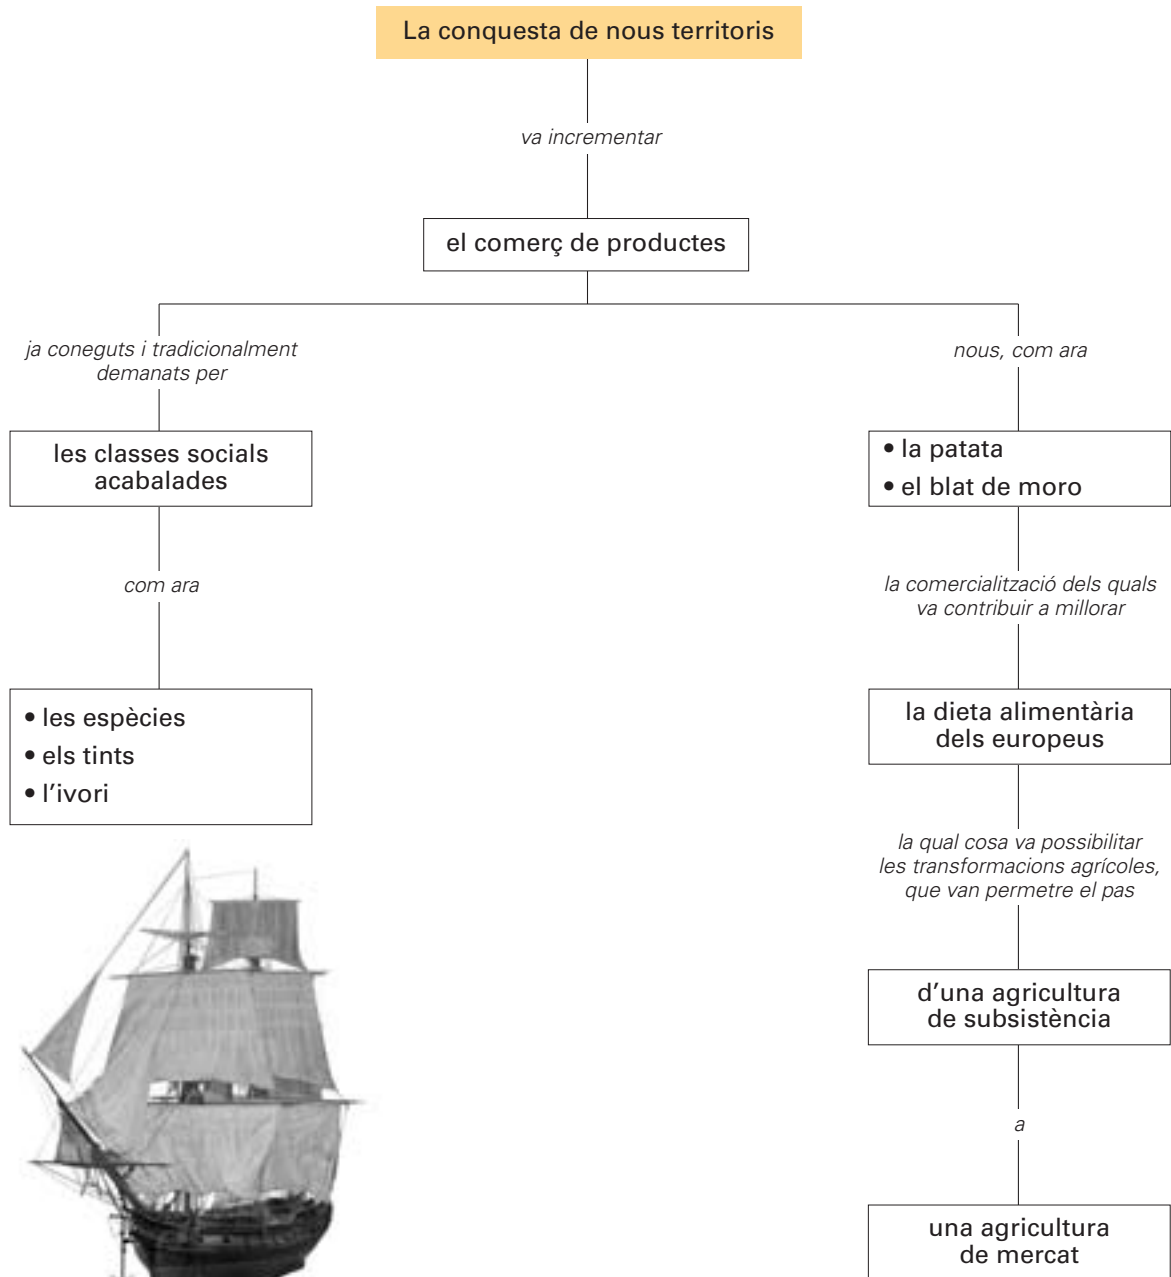 La conquesta de nous territoris
va incrementar
el comerç de productes
ja coneguts i tradicionalment
demanats per
les classes socials
acabalades
com ara
• les espècies
• els tints
• l'ivori
nous, com ara
• la patata
• el blat de moro
la comercialització dels quals
va contribuir a millorar
la dieta alimentària
dels europeus
la qual cosa va possibilitar
les transformacions agrícoles,
que van permetre el pas
d'una agricultura
de subsistència
a
una agricultura
de mercat